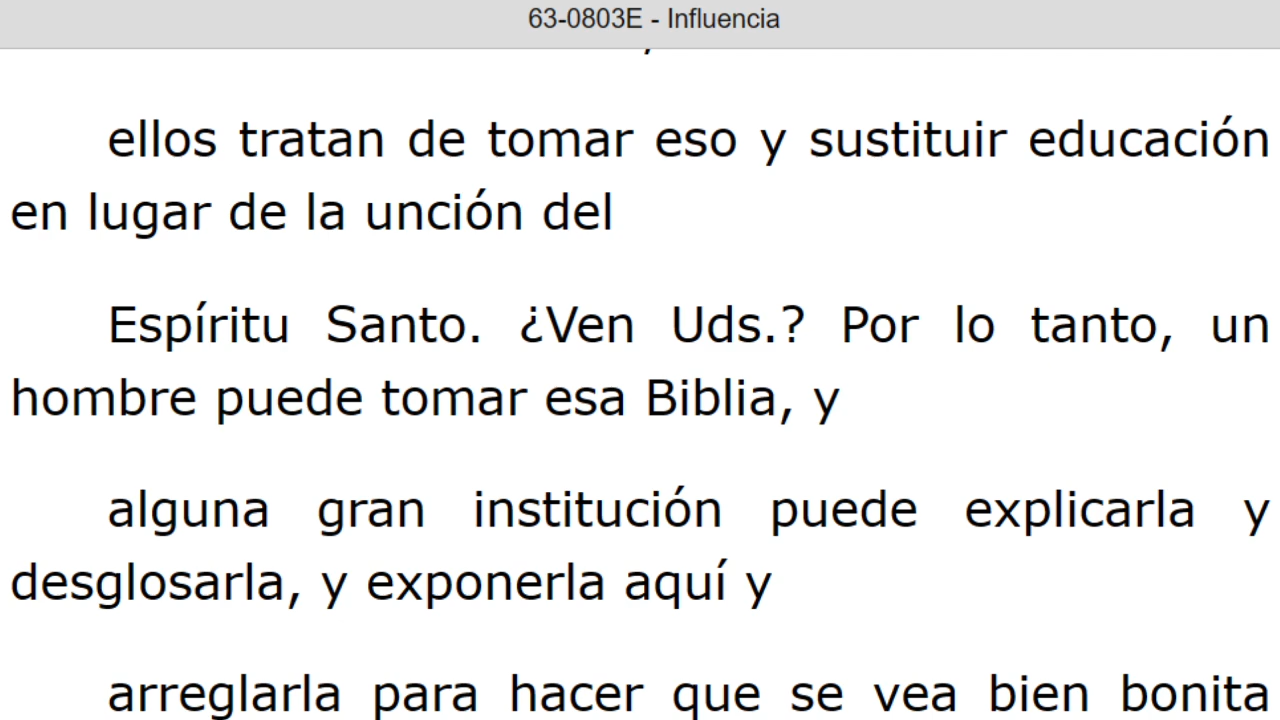 63-0803E - Influencia
ellos tratan de tomar eso y sustituir educación
en lugar de la unción del
Espíritu Santo. ¿Ven Uds.? Por lo tanto, un
hombre puede tomar esa Biblia, y
alguna gran institución puede explicarla y
desglosarla, y exponerla aquí y
arreglarla para hacer que se vea bien bonita